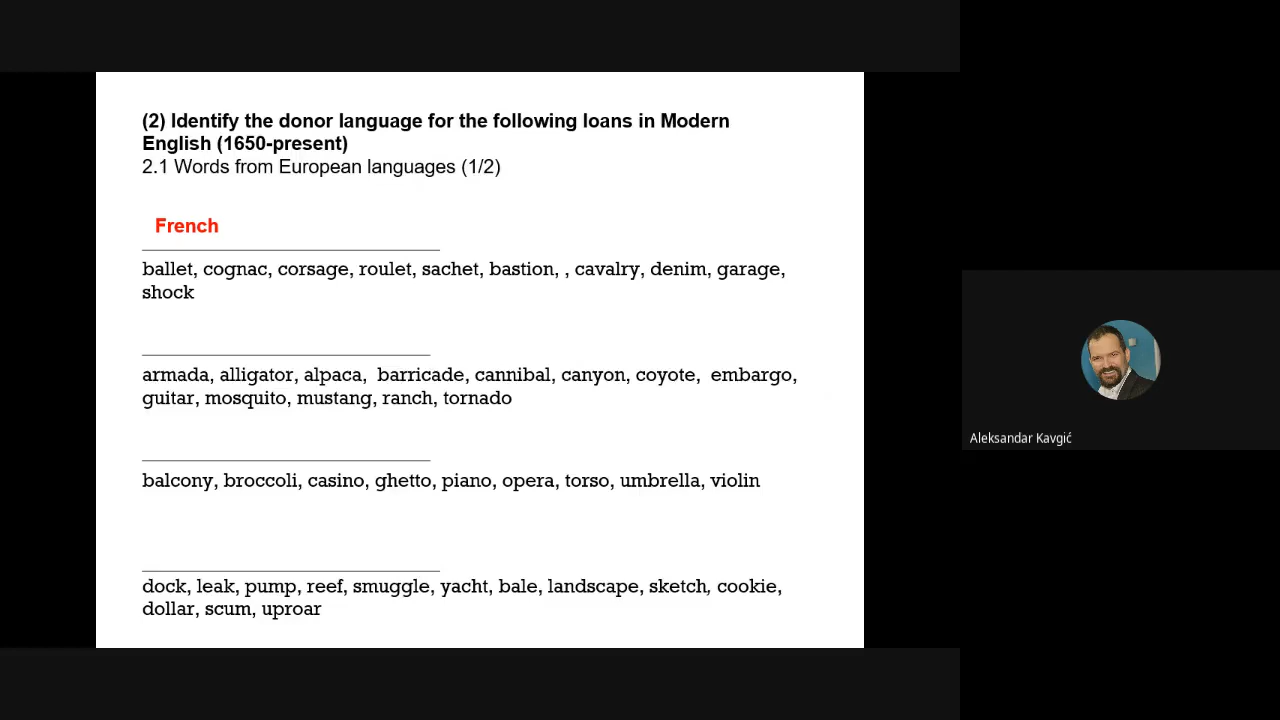 (2) Identify the donor language for the following loans in Modern
English (1650-present)
2.1 Words from European languages (1/2)
French
ballet, cognac, corsage, roulet, sachet, bastion, , cavalry, denim, garage,
shock
armada, alligator, alpaca, barricade, cannibal, canyon, coyote, embargo,
guitar, mosquito, mustang, ranch, tornado
balcony, broccoli, casino, ghetto, piano, opera, torso, umbrella, violin
dock, leak, pump, reef, smuggle, yacht, bale, landscape, sketch, cookie,
dollar, scum, uproar
Aleksandar Kavgić